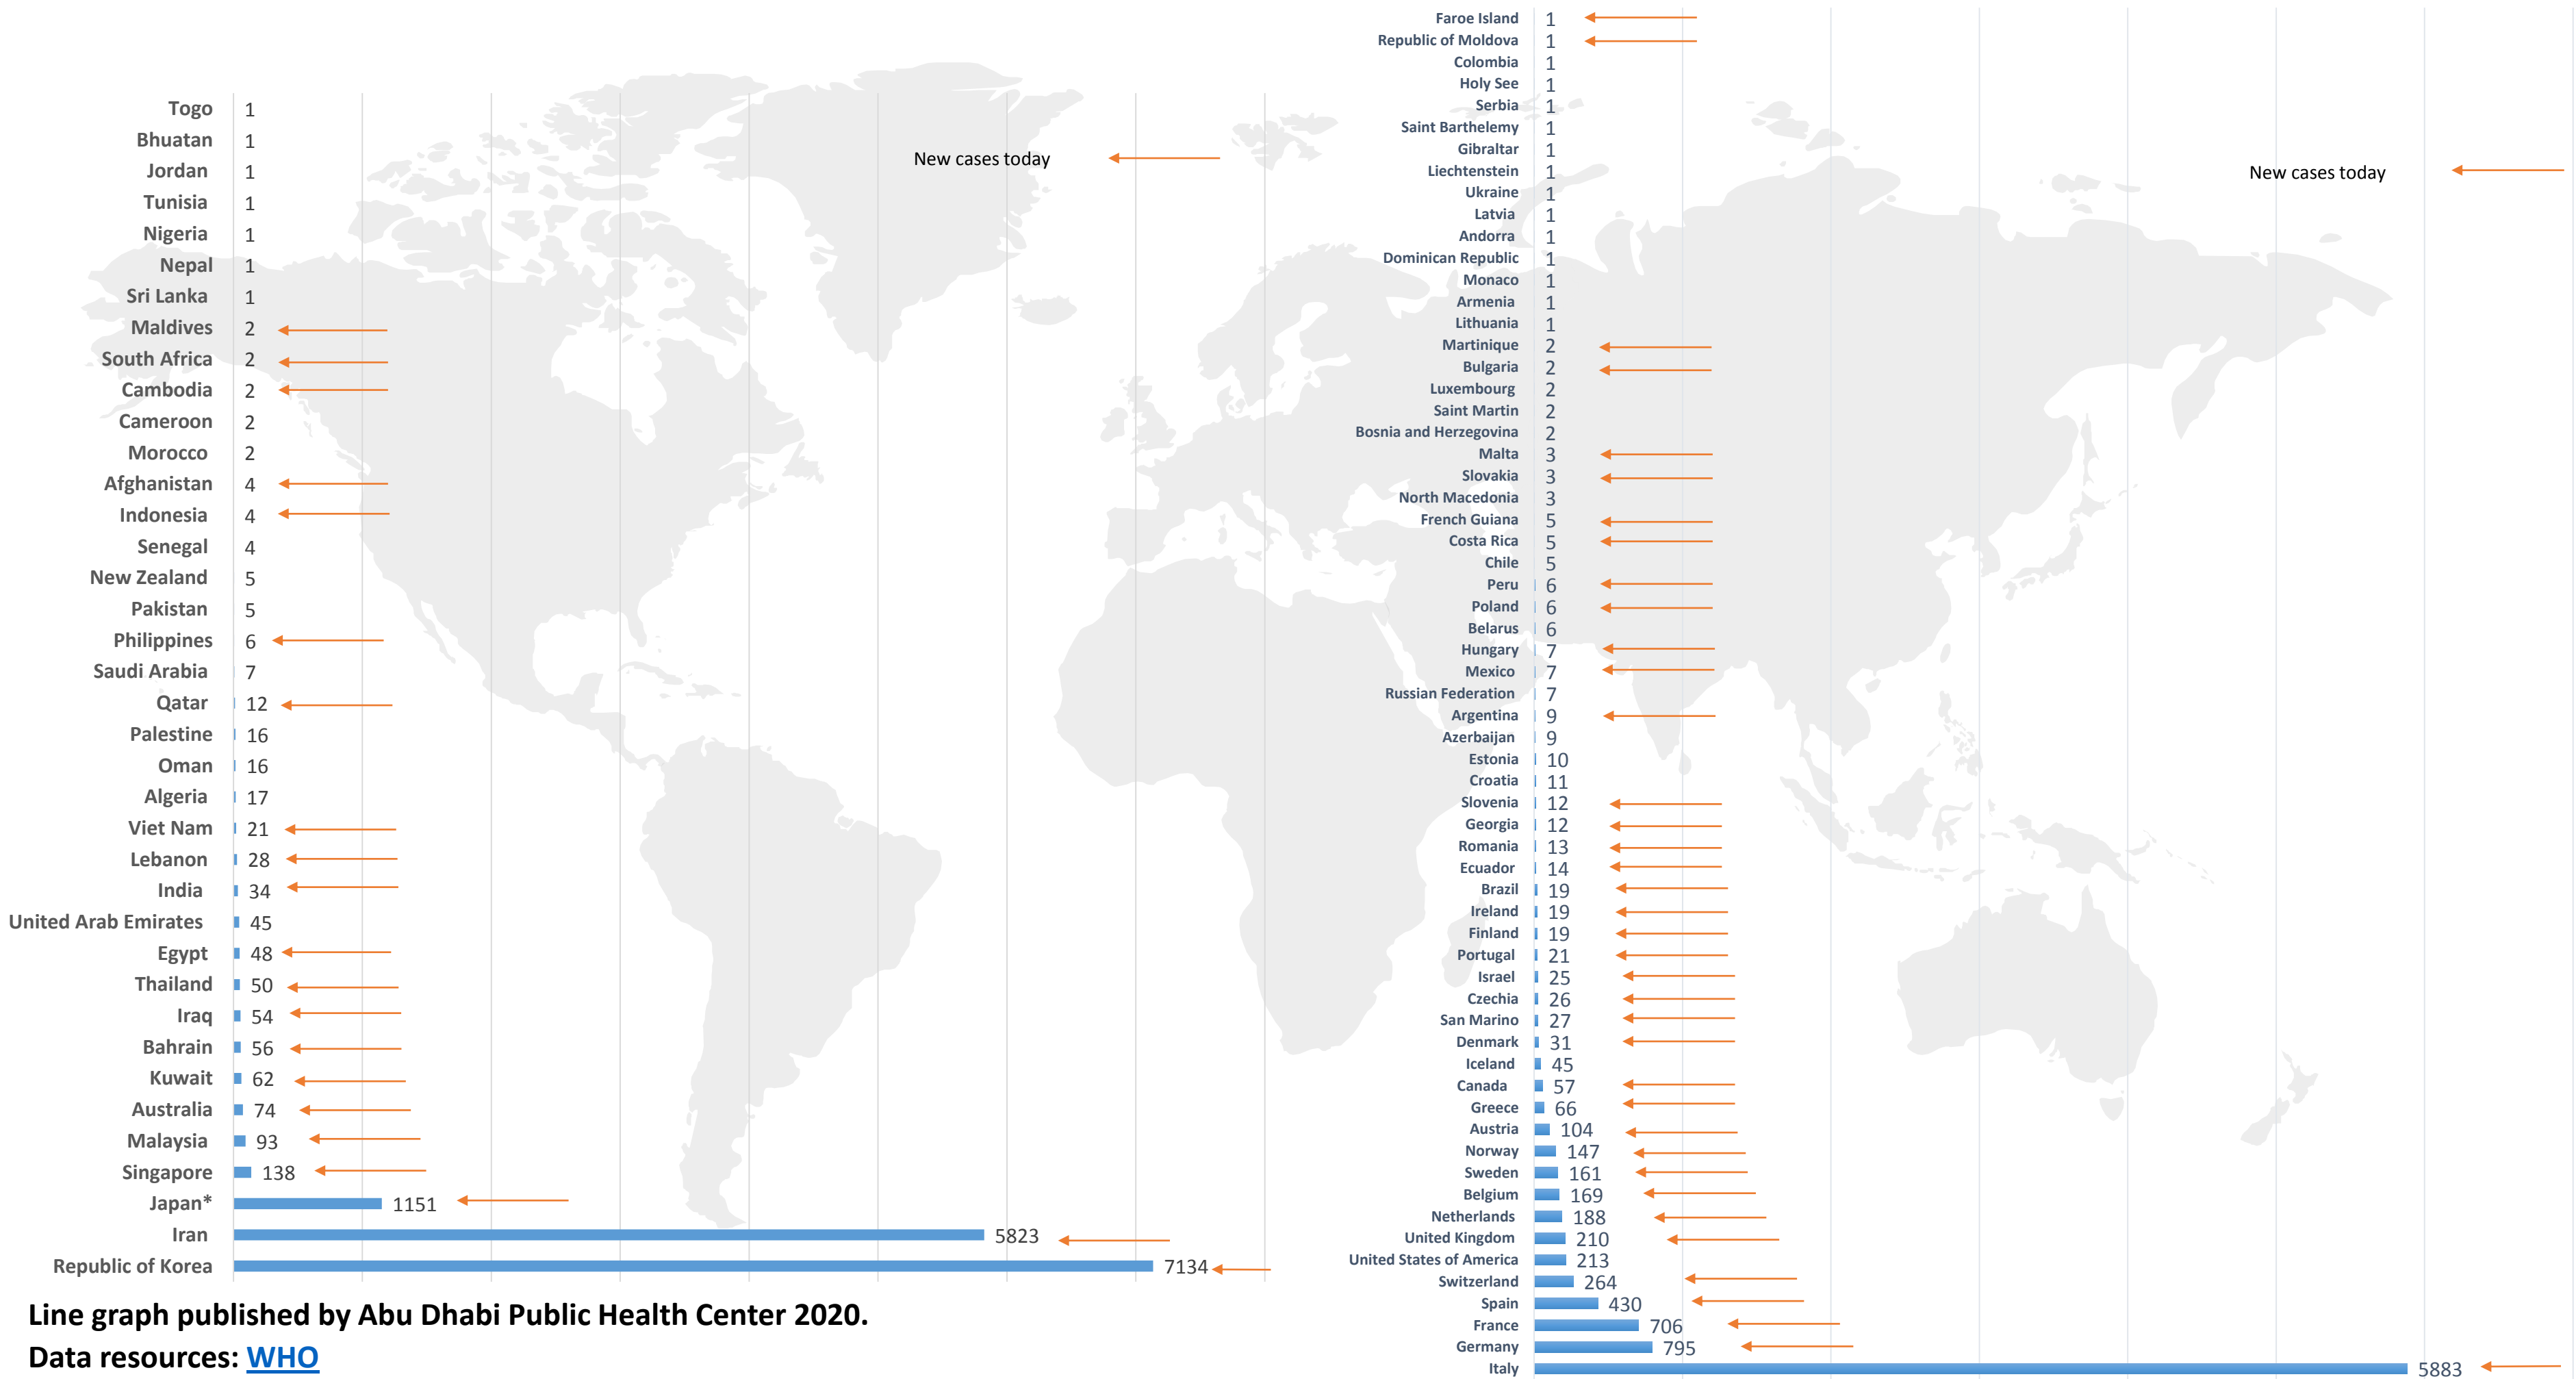 Togo 1
Bhuatan 1
Jordan 1
Tunisia 1
Nigeria 1
Nepal 1
Sri Lanka 1
Maldives 2
South Africa 2
Cambodia 2
Cameroon 2
Morocco 2
Afghanistan 4
Indonesia 4
Senegal 4
New Zealand 5
Pakistan 5
Philippines 6
Saudi Arabia 7
Qatar 12
Palestine 16
Oman 16
Algeria 17
Viet Nam 21
Lebanon 28
India 34
United Arab Emirates 45
Egypt 48
Thailand 50
Iraq 54
Bahrain 56
Kuwait 62
Australia 74
Malaysia 93
Singapore 138
Japan* 1151
Iran 5823
Republic of Korea 7134
New cases today
Line graph published by Abu Dhabi Public Health Center 2020.
Data resources: WHO
Faroe Island 1
Republic of Moldova 1
Colombia 1
Holy See 1
Serbia 1
Saint Barthelemy 1
Gibraltar 1
Liechtenstein 1
Ukraine 1
Latvia 1
Andorra 1
Dominican Republic 1
Monaco 1
Armenia 1
Lithuania 1
Martinique 2
Bulgaria 2
Luxembourg 2
Saint Martin 2
Bosnia and Herzegovina 2
Malta 3
Slovakia 3
North Macedonia 3
French Guiana 5
Costa Rica 5
Chile 5
Peru 6
Poland 6
Belarus 6
Hungary 7
Mexico 7
Russian Federation 7
Argentina 9
Azerbaijan 9
Estonia 10
Croatia 11
Slovenia 12
Georgia 12
Romania 13
Ecuador 14
Brazil 19
Ireland 19
Finland 19
Portugal 21
Israel 25
Czechia 26
San Marino 27
Denmark 31
Iceland 45
Canada 57
Greece 66
Austria 104
Norway 147
Sweden 161
Belgium 169
Netherlands 188
United Kingdom 210
United States of America 213
Switzerland 264
Spain 430
France 706
Germany 795
Italy 5883
New cases today